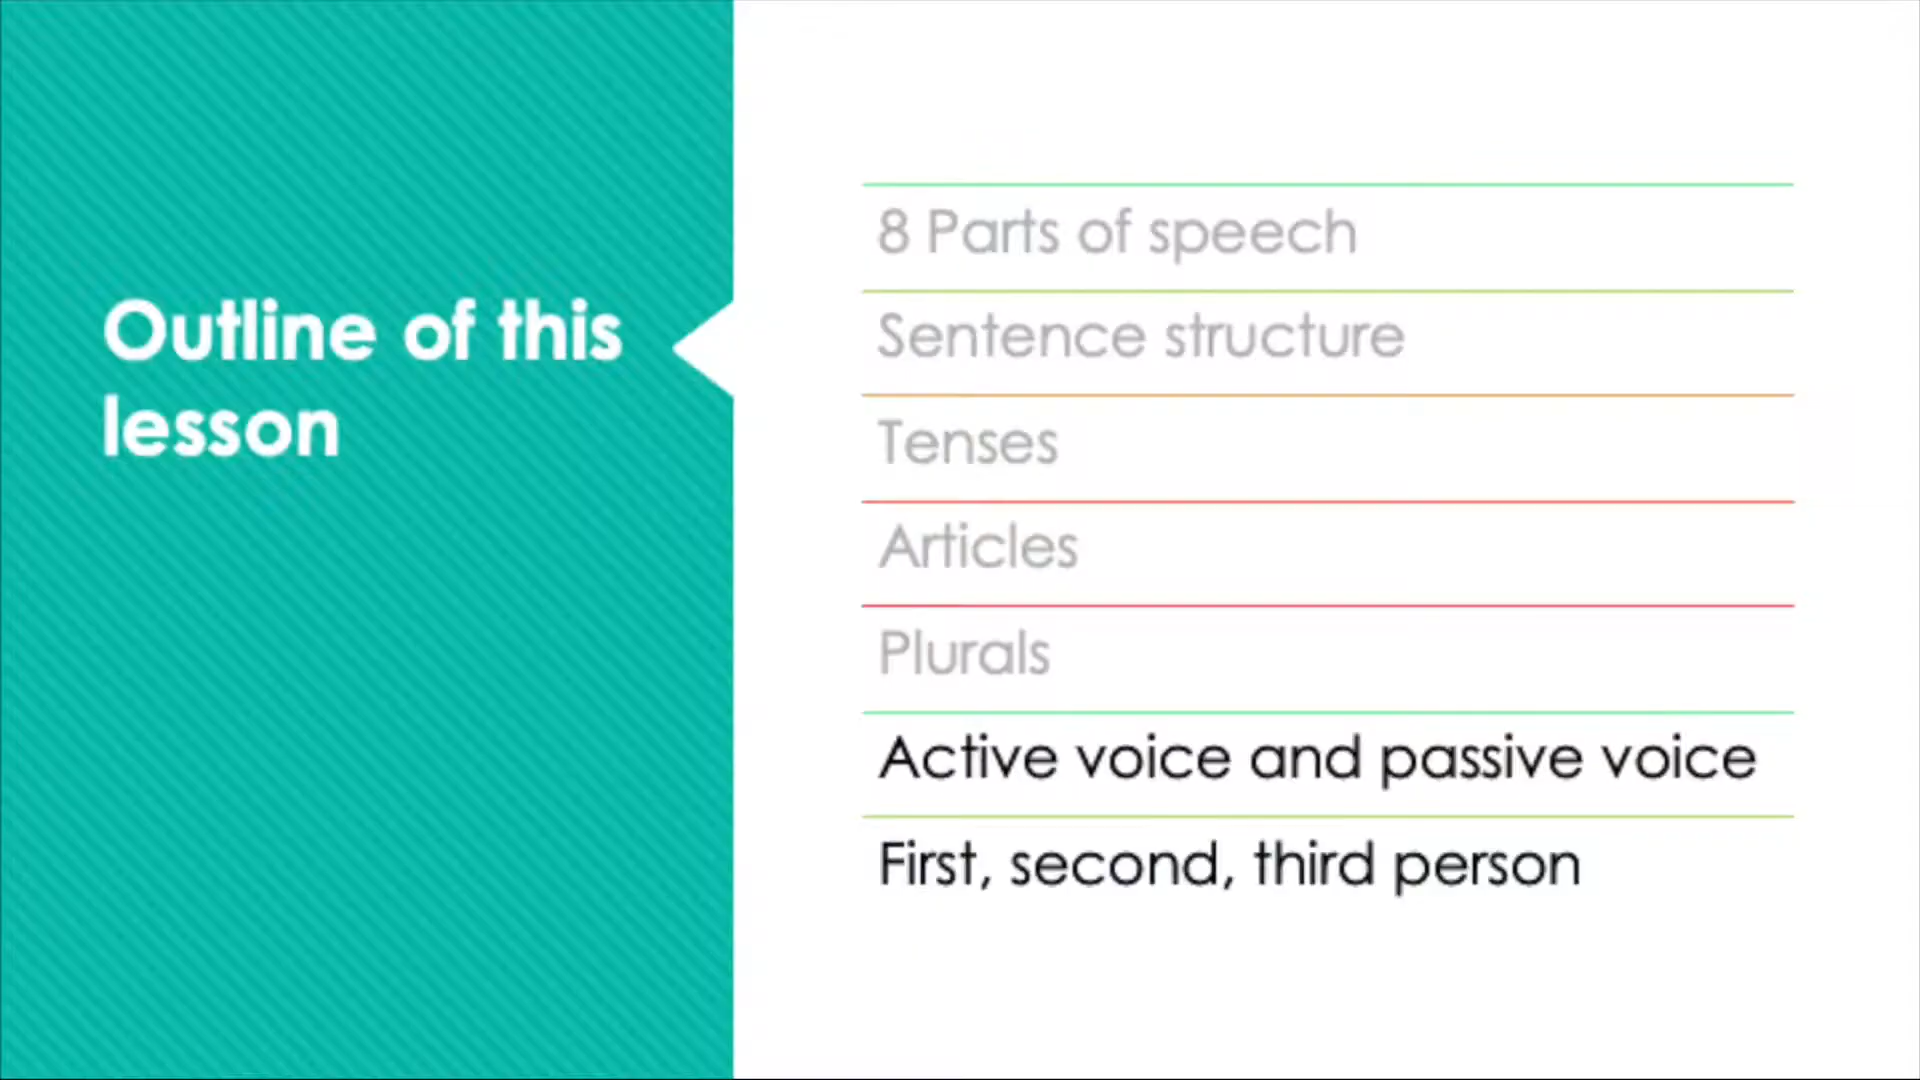 Outline of this
lesson
8 Parts of speech
Sentence structure
Tenses
Articles
Plurals
Active voice and passive voice
First, second, third person